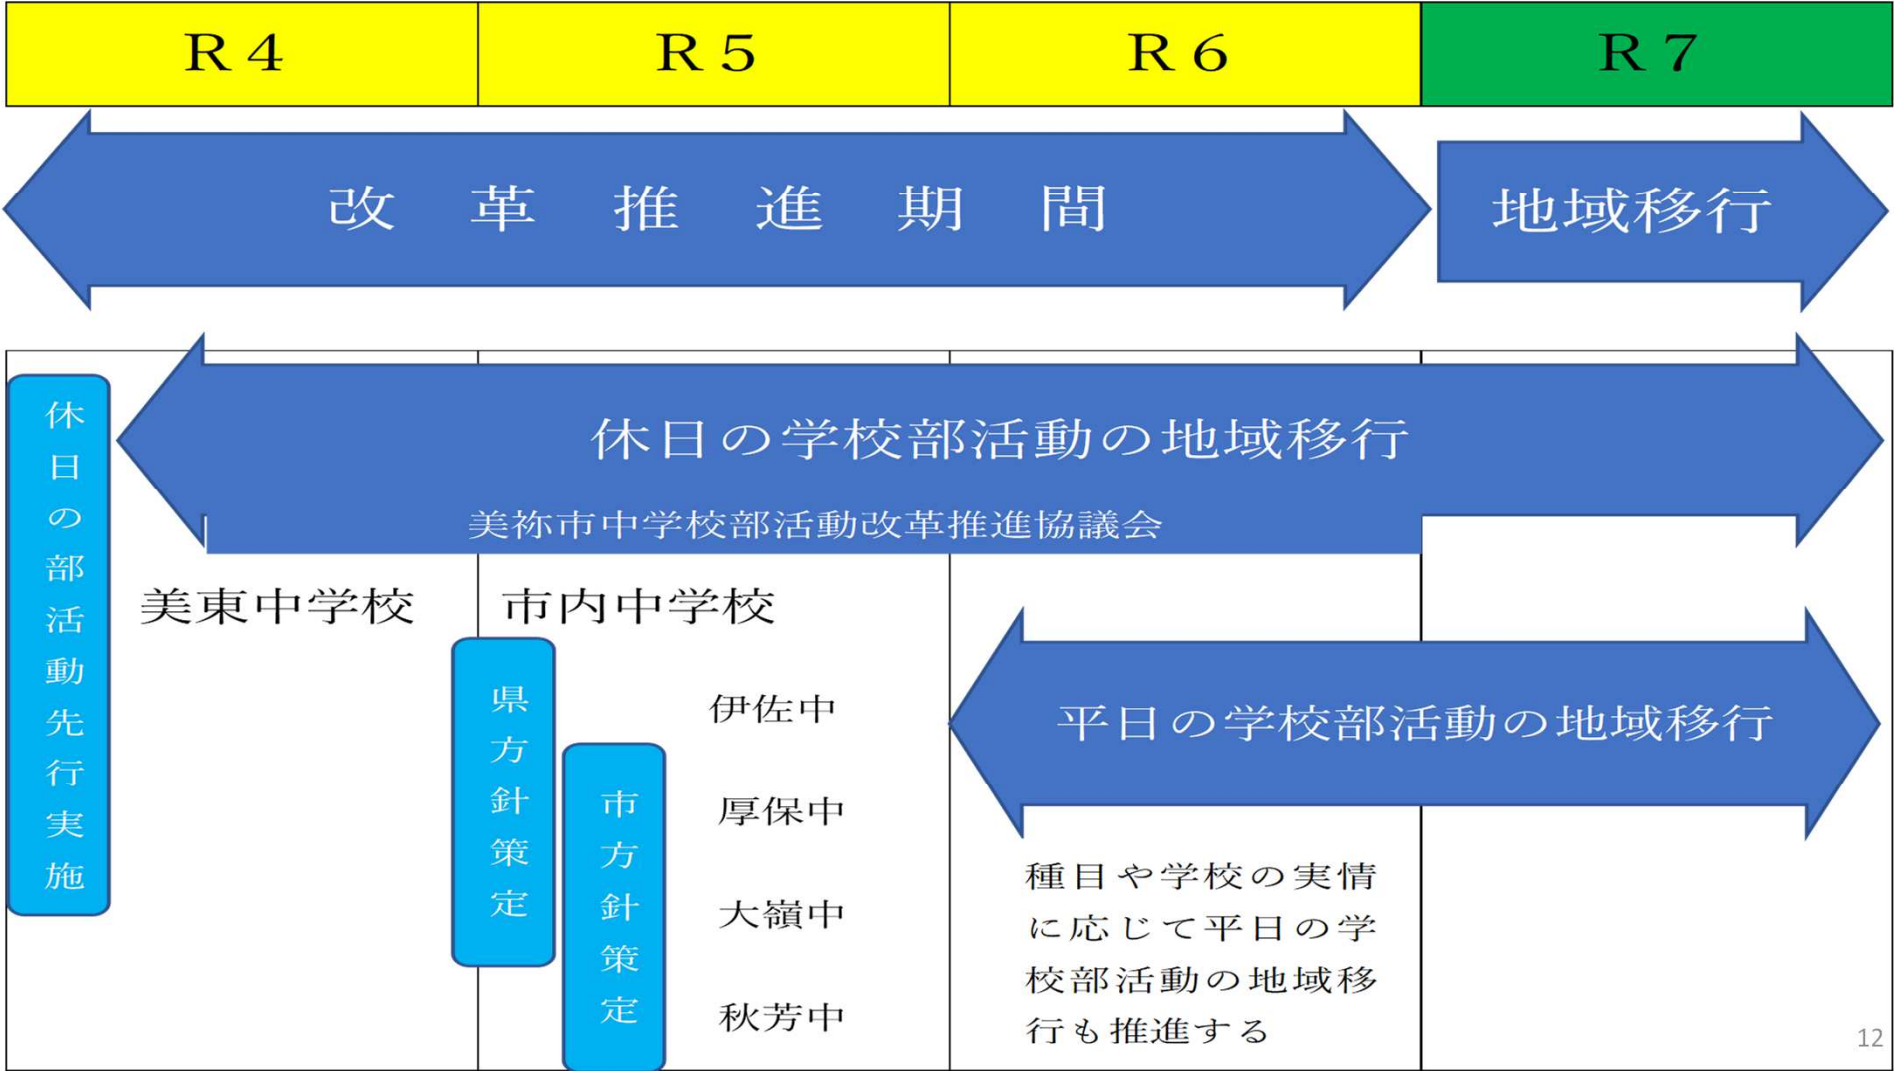 R4
R5
R6
R7
改革推進期間
地域移行
休日の部活動先行実施
休日の学校部活動の地域移行
美祢市中学校部活動改革推進協議会
美東中学校
市内中学校
県方針策定
市方針策定
伊佐中
厚保中
大嶺中
秋芳中
平日の学校部活動の地域移行
種目や学校の実情
に応じて平日の学
校部活動の地域移
行も推進する
12